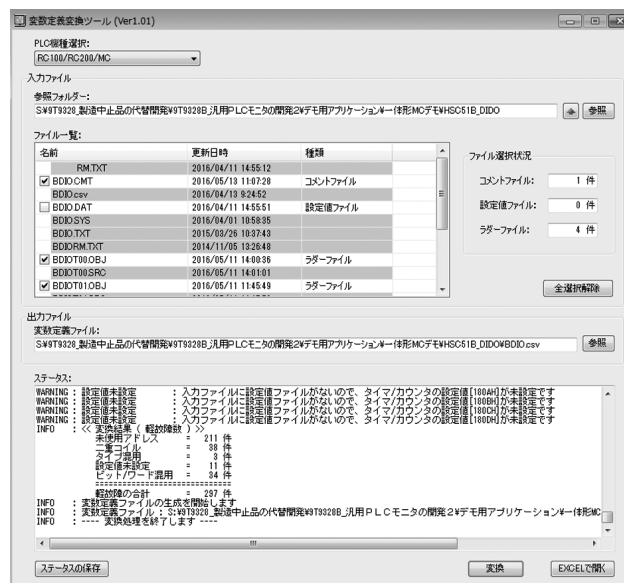 変数定義変換ツール (Ver1.01)
PLC機種選択:
RC100/RC200/MC
入力ファイル
参照フォルダー:
S:¥9T9328_製造中止品の代替開発¥9T9328B_汎用PLCモニタの開発2¥デモ用アプリケーション¥一体形MCデモ¥HSC51B_DIDO
参照
ファイル一覧:
名前 更新日時 種類
RM.TXT 2016/04/11 14:55:12
BDIO.CMT 2016/05/13 11:07:28 コメントファイル
BDIO.csv 2016/04/13 9:24:52
BDIO.DAT 2016/04/11 14:55:51 設定値ファイル
BDIO.SYS 2016/04/01 10:58:35
BDIO.TXT 2015/03/26 10:37:43
BDIORM.TXT 2014/11/05 13:26:48
BDIOT00.OBJ 2016/05/11 14:00:36 ラダーファイル
BDIOT00.SRC 2016/05/11 14:01:01
BDIOT01.OBJ 2016/05/11 11:45:49 ラダーファイル
ファイル選択状況
コメントファイル: 1 件
設定値ファイル: 0 件
ラダーファイル: 4 件
全選択解除
出力ファイル
変数定義ファイル:
S:¥9T9328_製造中止品の代替開発¥9T9328B_汎用PLCモニタの開発2¥デモ用アプリケーション¥一体形MCデモ¥HSC51B_DIDO¥BDIO.csv
参照
ステータス:
WARNING : 設定値未設定 : 入力ファイルに設定値ファイルがないので、タイマ/カウンタの設定値[180AH]が未設定です
WARNING : 設定値未設定 : 入力ファイルに設定値ファイルがないので、タイマ/カウンタの設定値[180BH]が未設定です
WARNING : 設定値未設定 : 入力ファイルに設定値ファイルがないので、タイマ/カウンタの設定値[180CH]が未設定です
WARNING : 設定値未設定 : 入力ファイルに設定値ファイルがないので、タイマ/カウンタの設定値[180DH]が未設定です
INFO : << 変換結果 ( 軽故障数 ) >>
未使用アドレス = 211 件
二重コイル = 38 件
タイプ混用 = 3 件
設定値未設定 = 11 件
ビット/ワード混用 = 34 件
==============================
軽故障の合計 = 297 件
INFO : 変数定義ファイルの生成を開始します
INFO : 変数定義ファイル : S:¥9T9328_製造中止品の代替開発¥9T9328B_汎用PLCモニタの開発2¥デモ用アプリケーション¥一体形MC
INFO : ---- 変換処理を終了します ----
ステータスの保存
変換
EXCELで開く